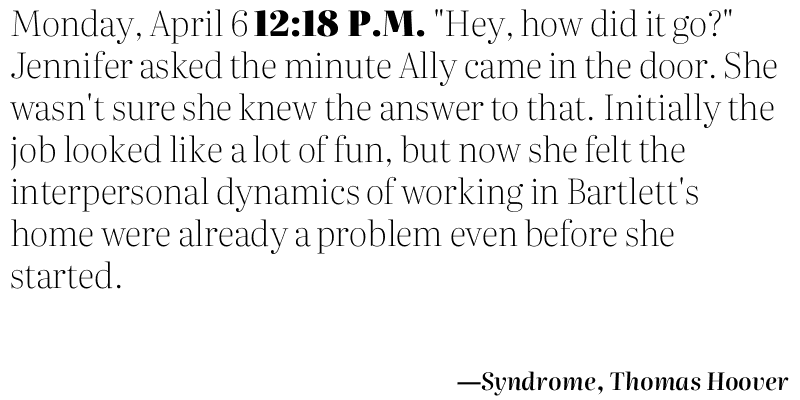 Monday, April 6 12:18 P.M. "Hey, how did it go?"
Jennifer asked the minute Ally came in the door. She
wasn't sure she knew the answer to that. Initially the
job looked like a lot of fun, but now she felt the
interpersonal dynamics of working in Bartlett's
home were already a problem even before she
started.
—Syndrome, Thomas Hoover